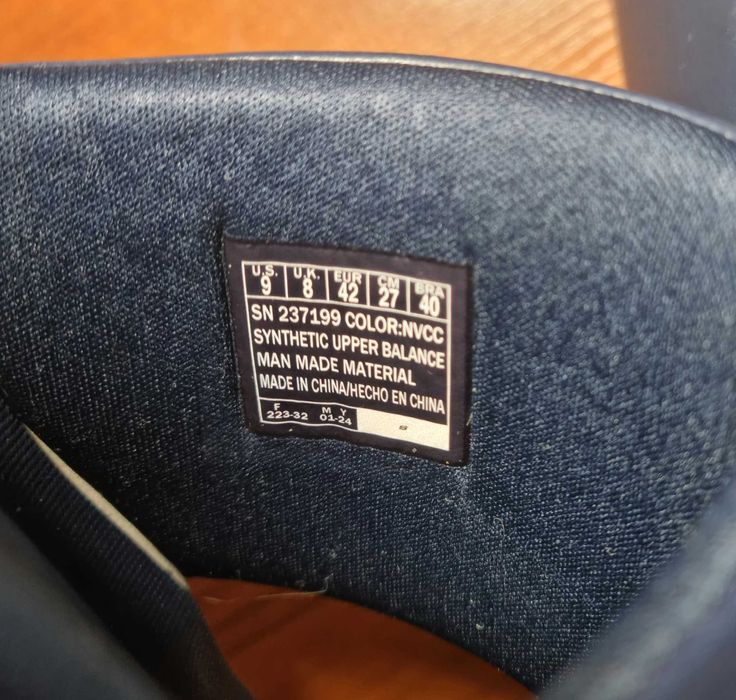 U.S. U.K. EUR CM BRA
9 8 42 27 40
SN 237199 COLOR:NVCC
SYNTHETIC UPPER BALANCE
MAN MADE MATERIAL
MADE IN CHINA/HECHO EN CHINA
F M Y
223-32 01-24